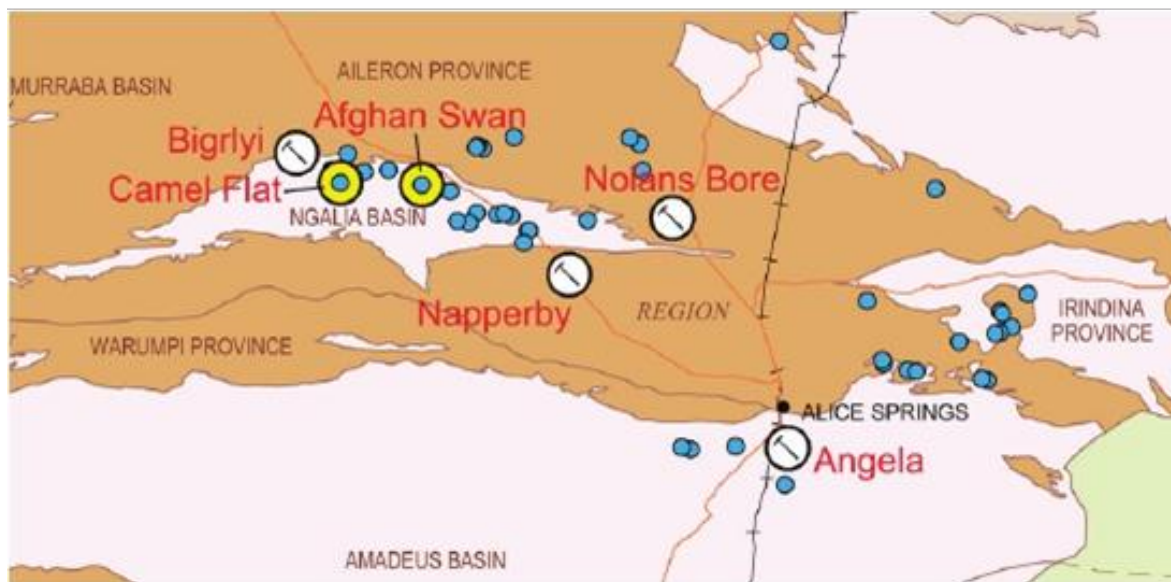 MURRABA BASIN
AILERON PROVINCE
Bigrlyi
Afghan Swan
Camel Flat
NGALIA BASIN
Nolans Bore
Napperby
REGION
IRINDINA
PROVINCE
WARUMPI PROVINCE
ALICE SPRINGS
Angela
AMADEUS BASIN